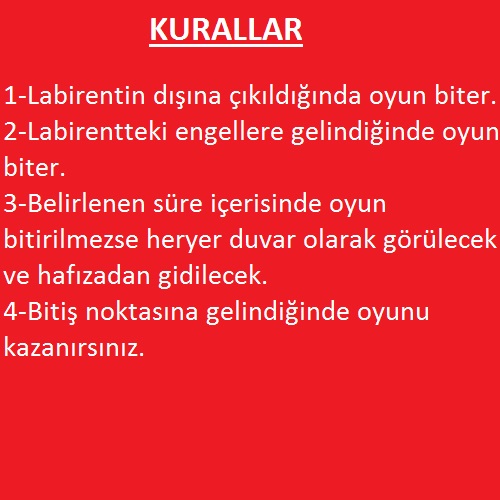 KURALLAR
1-Labirentin dışına çıkıldığında oyun biter.
2-Labirentteki engellere gelindiğinde oyun
biter.
3-Belirlenen süre içerisinde oyun
bitirilmezse heryer duvar olarak görülecek
ve hafızadan gidilecek.
4-Bitiş noktasına gelindiğinde oyunu
kazanırsınız.